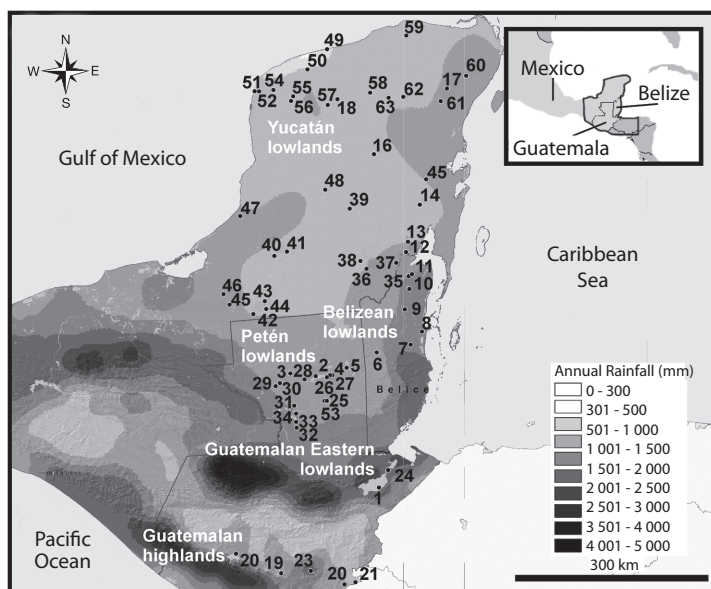 49
59
N
W E
S
50
60
51 54
55
17
58
62
52
56
57
18
63
61
Mexico
Belize
Guatemala
Yucatán
lowlands
Gulf of Mexico
16
48
45
39
14
47
13
40
41
12
38
37
Caribbean
Sea
11
36
35
46
43
10
45
44
Belizean
lowlands
9
42
8
Petén
lowlands
7
6
3 28 2 4 5
29
30
26 27
Belice
31
25
34
33
53
32
Guatemalan Eastern
lowlands
24
1
Annual Rainfall (mm)
0 - 300
301 - 500
501 - 1 000
1 001 - 1 500
1 501 - 2 000
2 001 - 2 500
2 501 - 3 000
3 501 - 4 000
4 001 - 5 000
300 km
Pacific
Ocean
Guatemalan
highlands
20
19
23
20
21